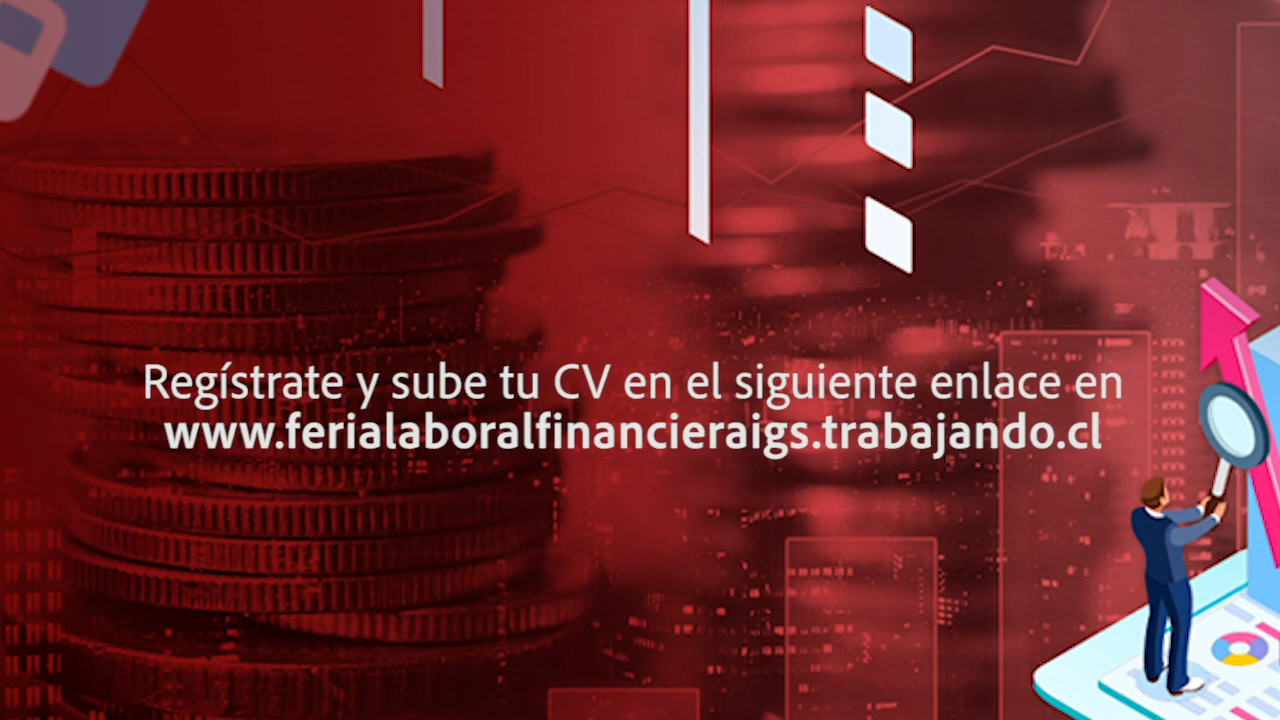 Regístrate y sube tu CV en el siguiente enlace en
www.ferialaboralfinancieraigs.trabajando.cl